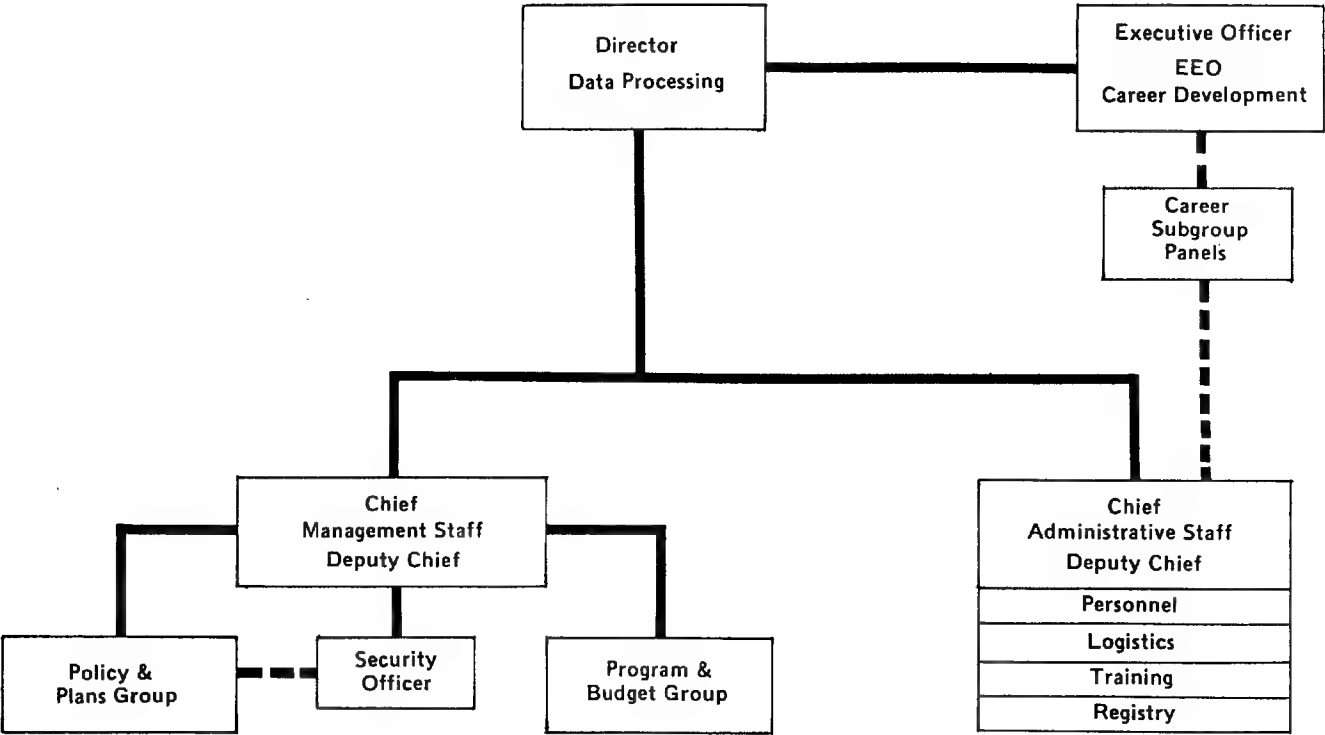 Director
Data Processing
Executive Officer
EEO
Career Development
Career
Subgroup
Panels
Chief
Management Staff
Deputy Chief
Chief
Administrative Staff
Deputy Chief
Personnel
Logistics
Training
Registry
Policy &
Plans Group
Security
Officer
Program &
Budget Group